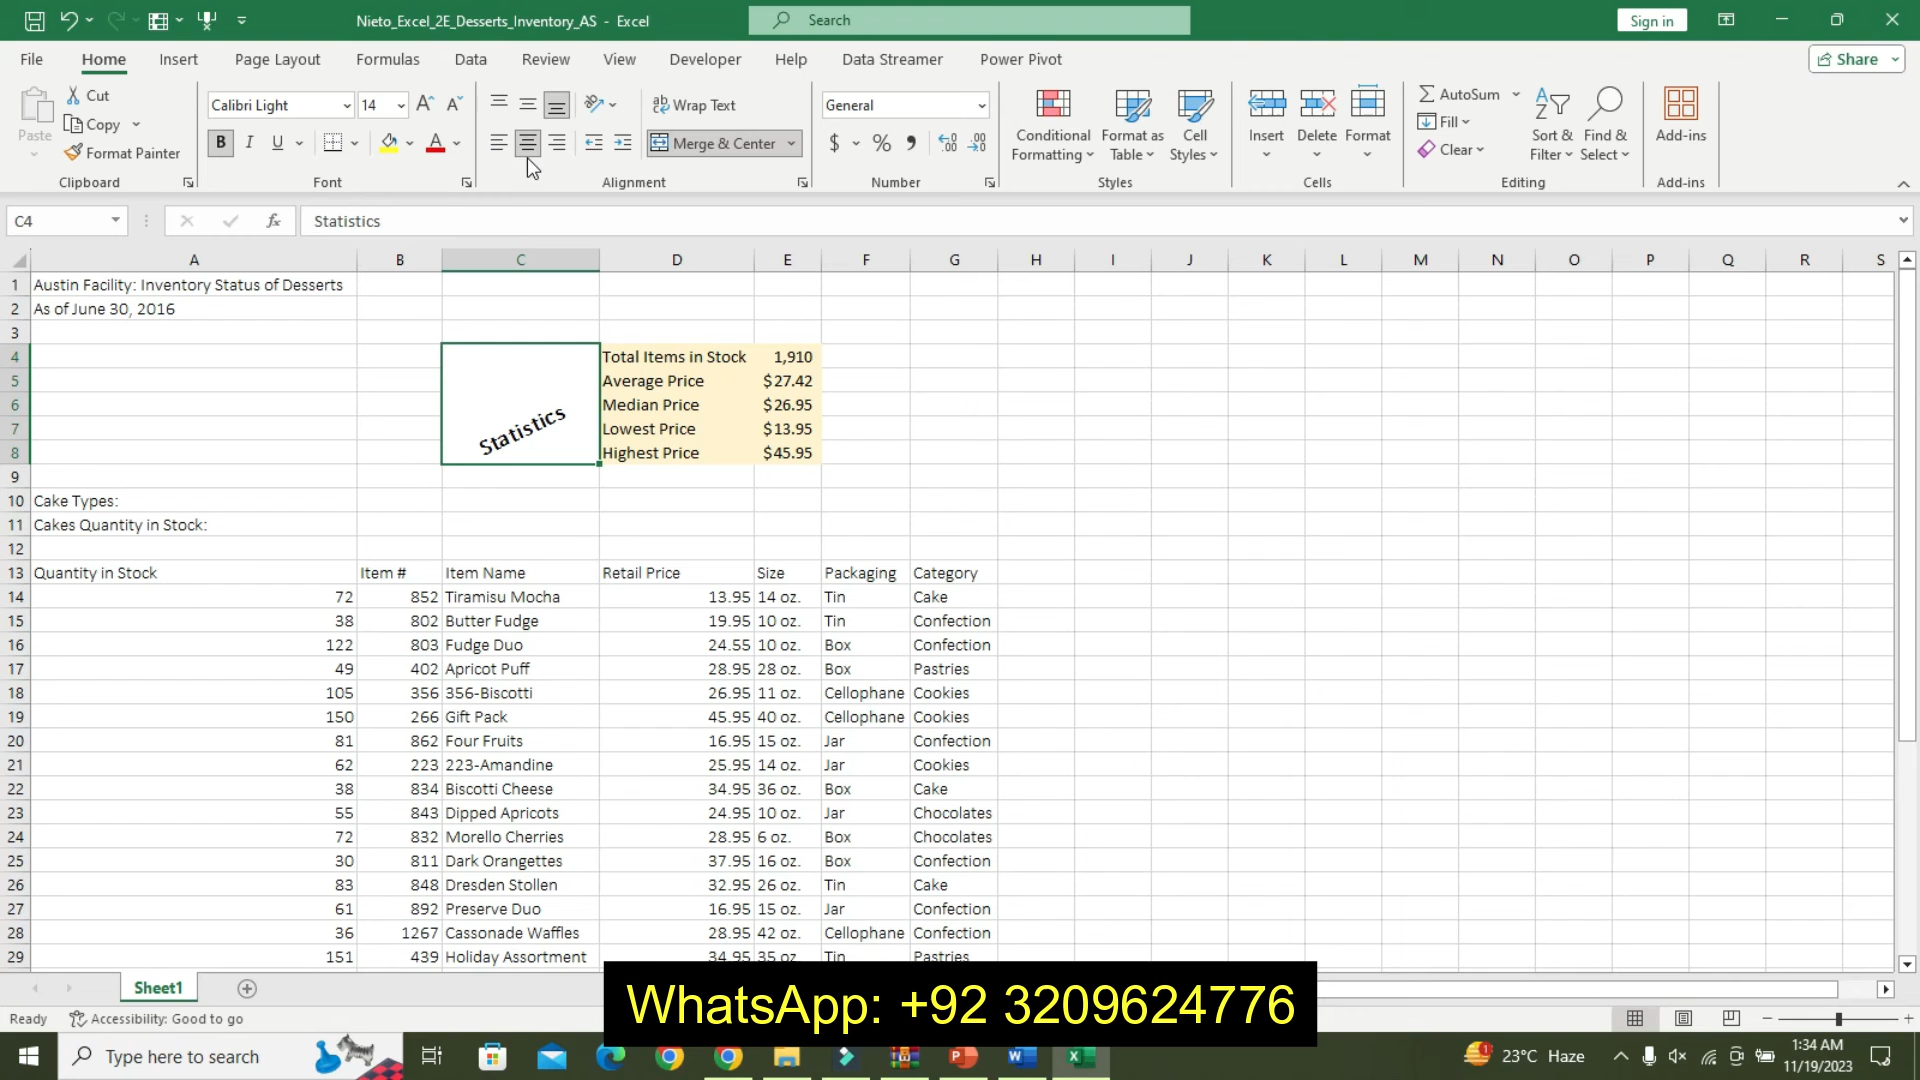 Nieto_Excel_2E_Desserts_Inventory_AS - Excel
Search
Sign in
File Home Insert Page Layout Formulas Data Review View Developer Help Data Streamer Power Pivot
Share
Paste
Cut
Copy
Format Painter
Clipboard
Calibri Light 14
B I U
Font
Wrap Text
Merge & Center
Alignment
General
$ % ,
Number
Conditional Formatting
Format as Table
Cell Styles
Styles
Insert Delete Format
Cells
AutoSum
Fill
Clear
Sort & Filter
Find & Select
Editing
Add-ins
Add-ins
C4 fx Statistics
A B C D E F G H I J K L M N O P Q R S
1 Austin Facility: Inventory Status of Desserts
2 As of June 30, 2016
3
Statistics
4 Total Items in Stock 1,910
5 Average Price $27.42
6 Median Price $26.95
7 Lowest Price $13.95
8 Highest Price $45.95
9
10 Cake Types:
11 Cakes Quantity in Stock:
12
13 Quantity in Stock Item # Item Name Retail Price Size Packaging Category
14 72 852 Tiramisu Mocha 13.95 14 oz. Tin Cake
15 38 802 Butter Fudge 19.95 10 oz. Tin Confection
16 122 803 Fudge Duo 24.55 10 oz. Box Confection
17 49 402 Apricot Puff 28.95 28 oz. Box Pastries
18 105 356 356-Biscotti 26.95 11 oz. Cellophane Cookies
19 150 266 Gift Pack 45.95 40 oz. Cellophane Cookies
20 81 862 Four Fruits 16.95 15 oz. Jar Confection
21 62 223 223-Amandine 25.95 14 oz. Jar Cookies
22 38 834 Biscotti Cheese 34.95 36 oz. Box Cake
23 55 843 Dipped Apricots 24.95 10 oz. Jar Chocolates
24 72 832 Morello Cherries 28.95 6 oz. Box Chocolates
25 30 811 Dark Orangettes 37.95 16 oz. Box Confection
26 83 848 Dresden Stollen 32.95 26 oz. Tin Cake
27 61 892 Preserve Duo 16.95 15 oz. Jar Confection
28 36 1267 Cassonade Waffles 28.95 42 oz. Cellophane Confection
29 151 439 Holiday Assortment 34.95 35 oz. Tin Pastries
Sheet1
WhatsApp: +92 3209624776
Ready Accessibility: Good to go
Type here to search
23°C Haze
1:34 AM
11/19/2023